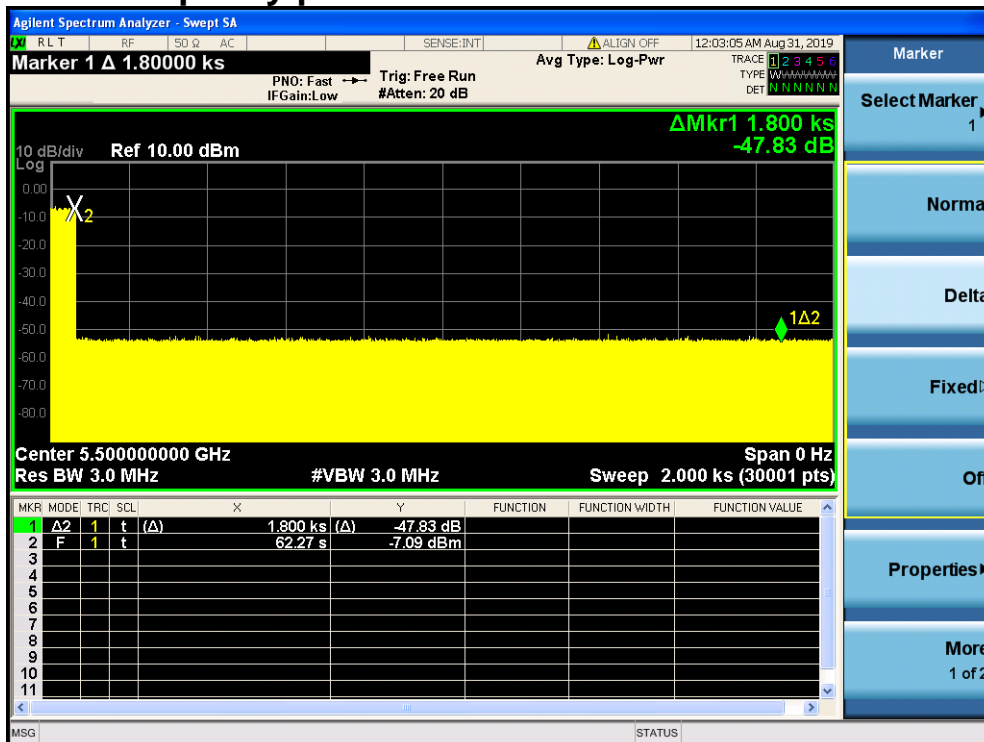 Agilent Spectrum Analyzer - Swept SA
LXI RLT RF 50 Ω AC SENSE:INT ALIGN OFF 12:03:05 AM Aug 31, 2019
Marker 1 Δ 1.80000 ks
PNO: Fast
IFGain:Low
Trig: Free Run
#Atten: 20 dB
Avg Type: Log-Pwr
TRACE 1 2 3 4 5 6
TYPE WWWWWW
DET N N N N N N
ΔMkr1 1.800 ks
-47.83 dB
10 dB/div Ref 10.00 dBm
Log
0.00
-10.0
-20.0
-30.0
-40.0
-50.0
-60.0
-70.0
-80.0
X2
1Δ2
Center 5.500000000 GHz Span 0 Hz
Res BW 3.0 MHz #VBW 3.0 MHz Sweep 2.000 ks (30001 pts)
MKR MODE TRC SCL X Y FUNCTION FUNCTION WIDTH FUNCTION VALUE
1 Δ2 1 t (Δ) 1.800 ks (Δ) -47.83 dB
2 F 1 t 62.27 s -7.09 dBm
3
4
5
6
7
8
9
10
11
MSG STATUS
Marker
Select Marker
1
Norma
Delta
Fixed
Of
Properties
More
1 of 2